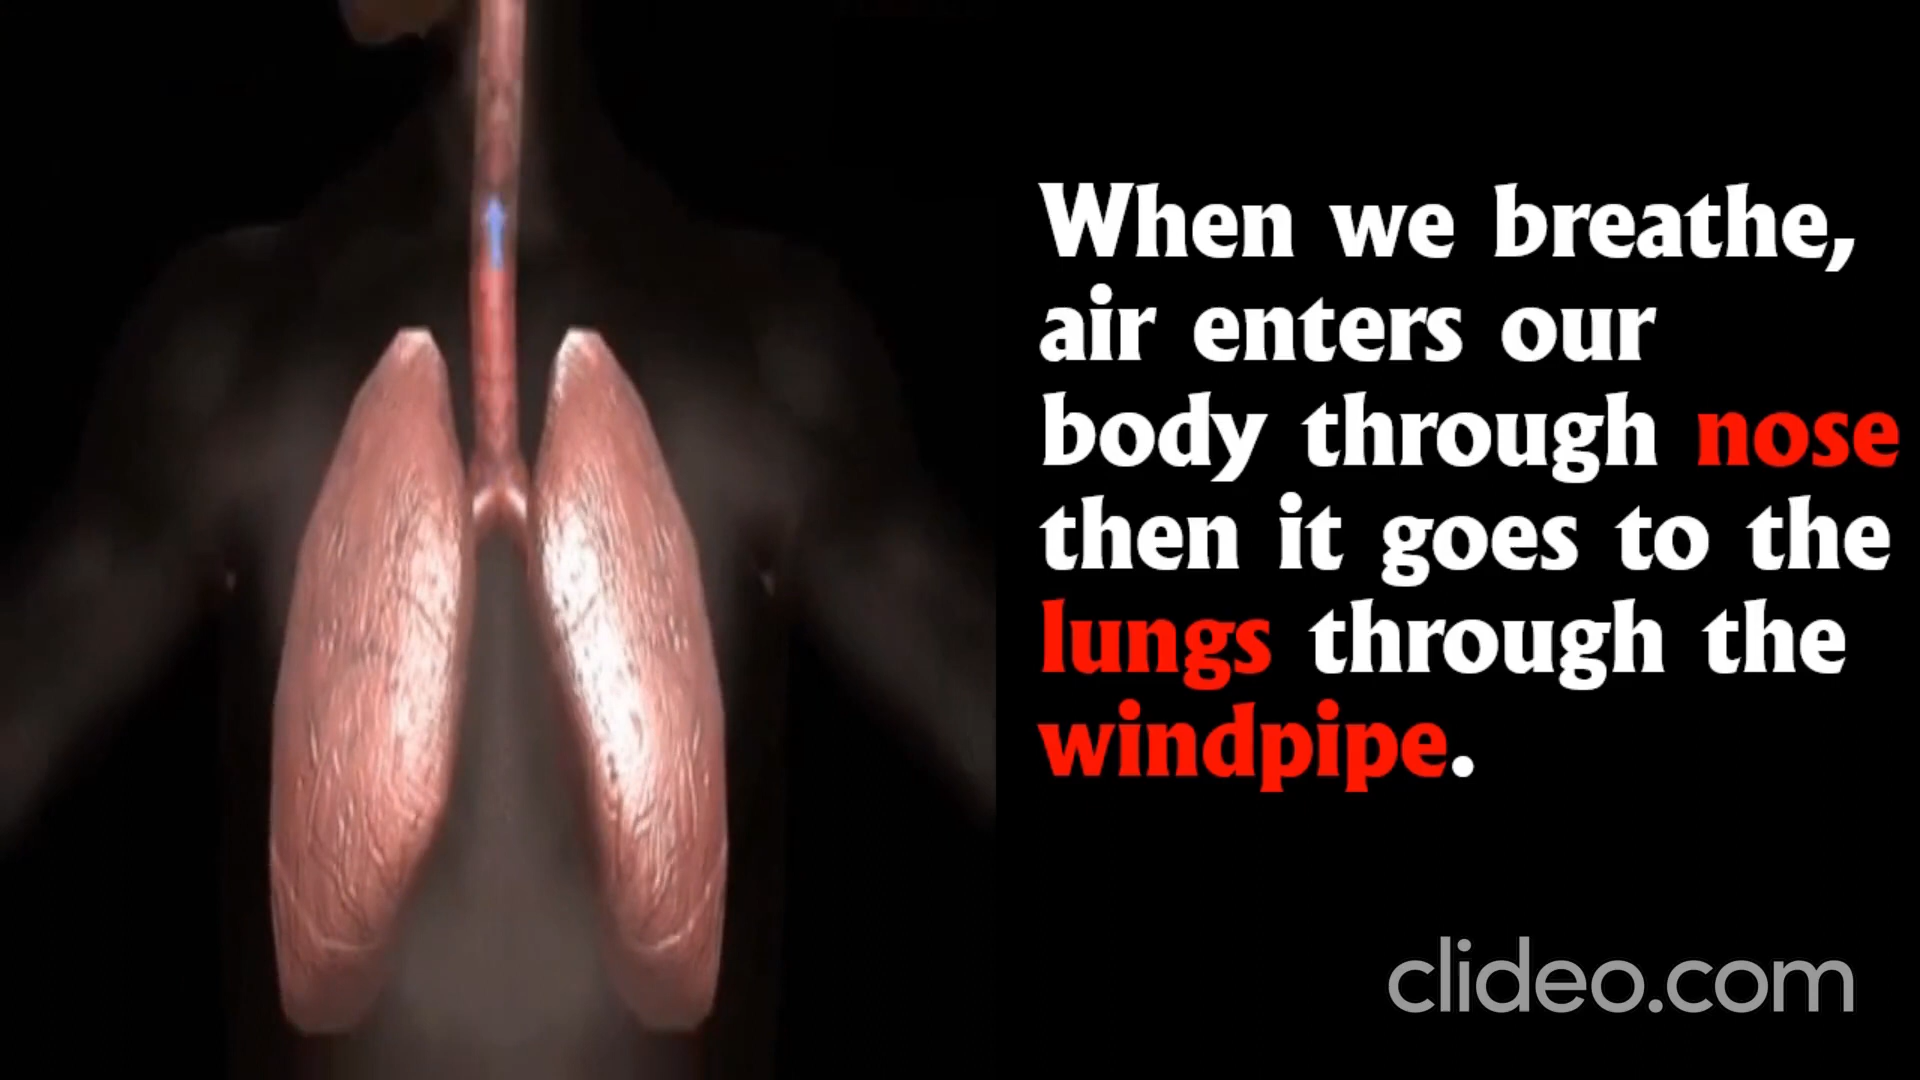 When we breathe,
air enters our
body through nose
then it goes to the
lungs through the
windpipe.
clideo.com